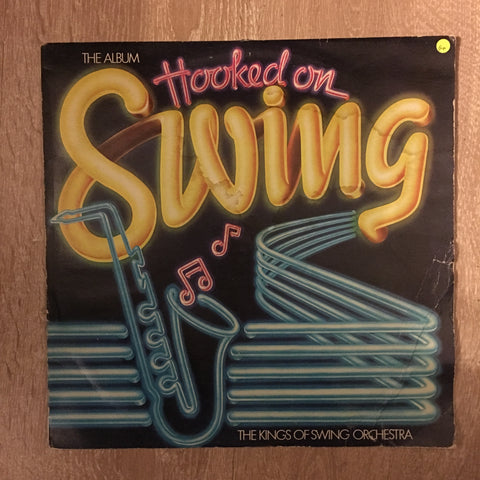 THE ALBUM
Hooked on
Swing
THE KINGS OF SWING ORCHESTRA